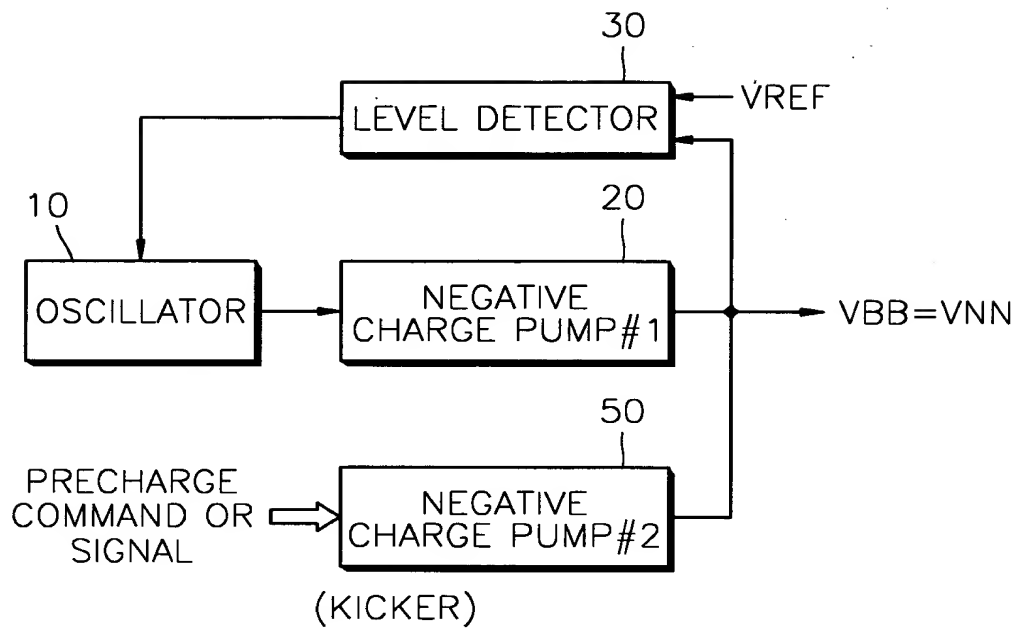 30
LEVEL DETECTOR
VREF
10
OSCILLATOR
20
NEGATIVE
CHARGE PUMP#1
VBB=VNN
50
PRECHARGE
COMMAND OR
SIGNAL
NEGATIVE
CHARGE PUMP#2
(KICKER)